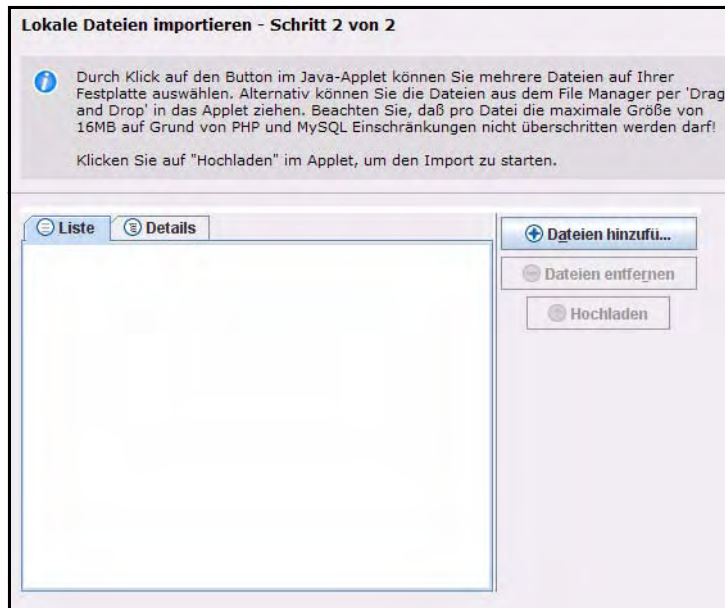 Lokale Dateien importieren - Schritt 2 von 2
Durch Klick auf den Button im Java-Applet können Sie mehrere Dateien auf Ihrer
Festplatte auswählen. Alternativ können Sie die Dateien aus dem File Manager per 'Drag
and Drop' in das Applet ziehen. Beachten Sie, daß pro Datei die maximale Größe von
16MB auf Grund von PHP und MySQL Einschränkungen nicht überschritten werden darf!
Klicken Sie auf "Hochladen" im Applet, um den Import zu starten.
Liste
Details
Dateien hinzufü...
Dateien entfernen
Hochladen